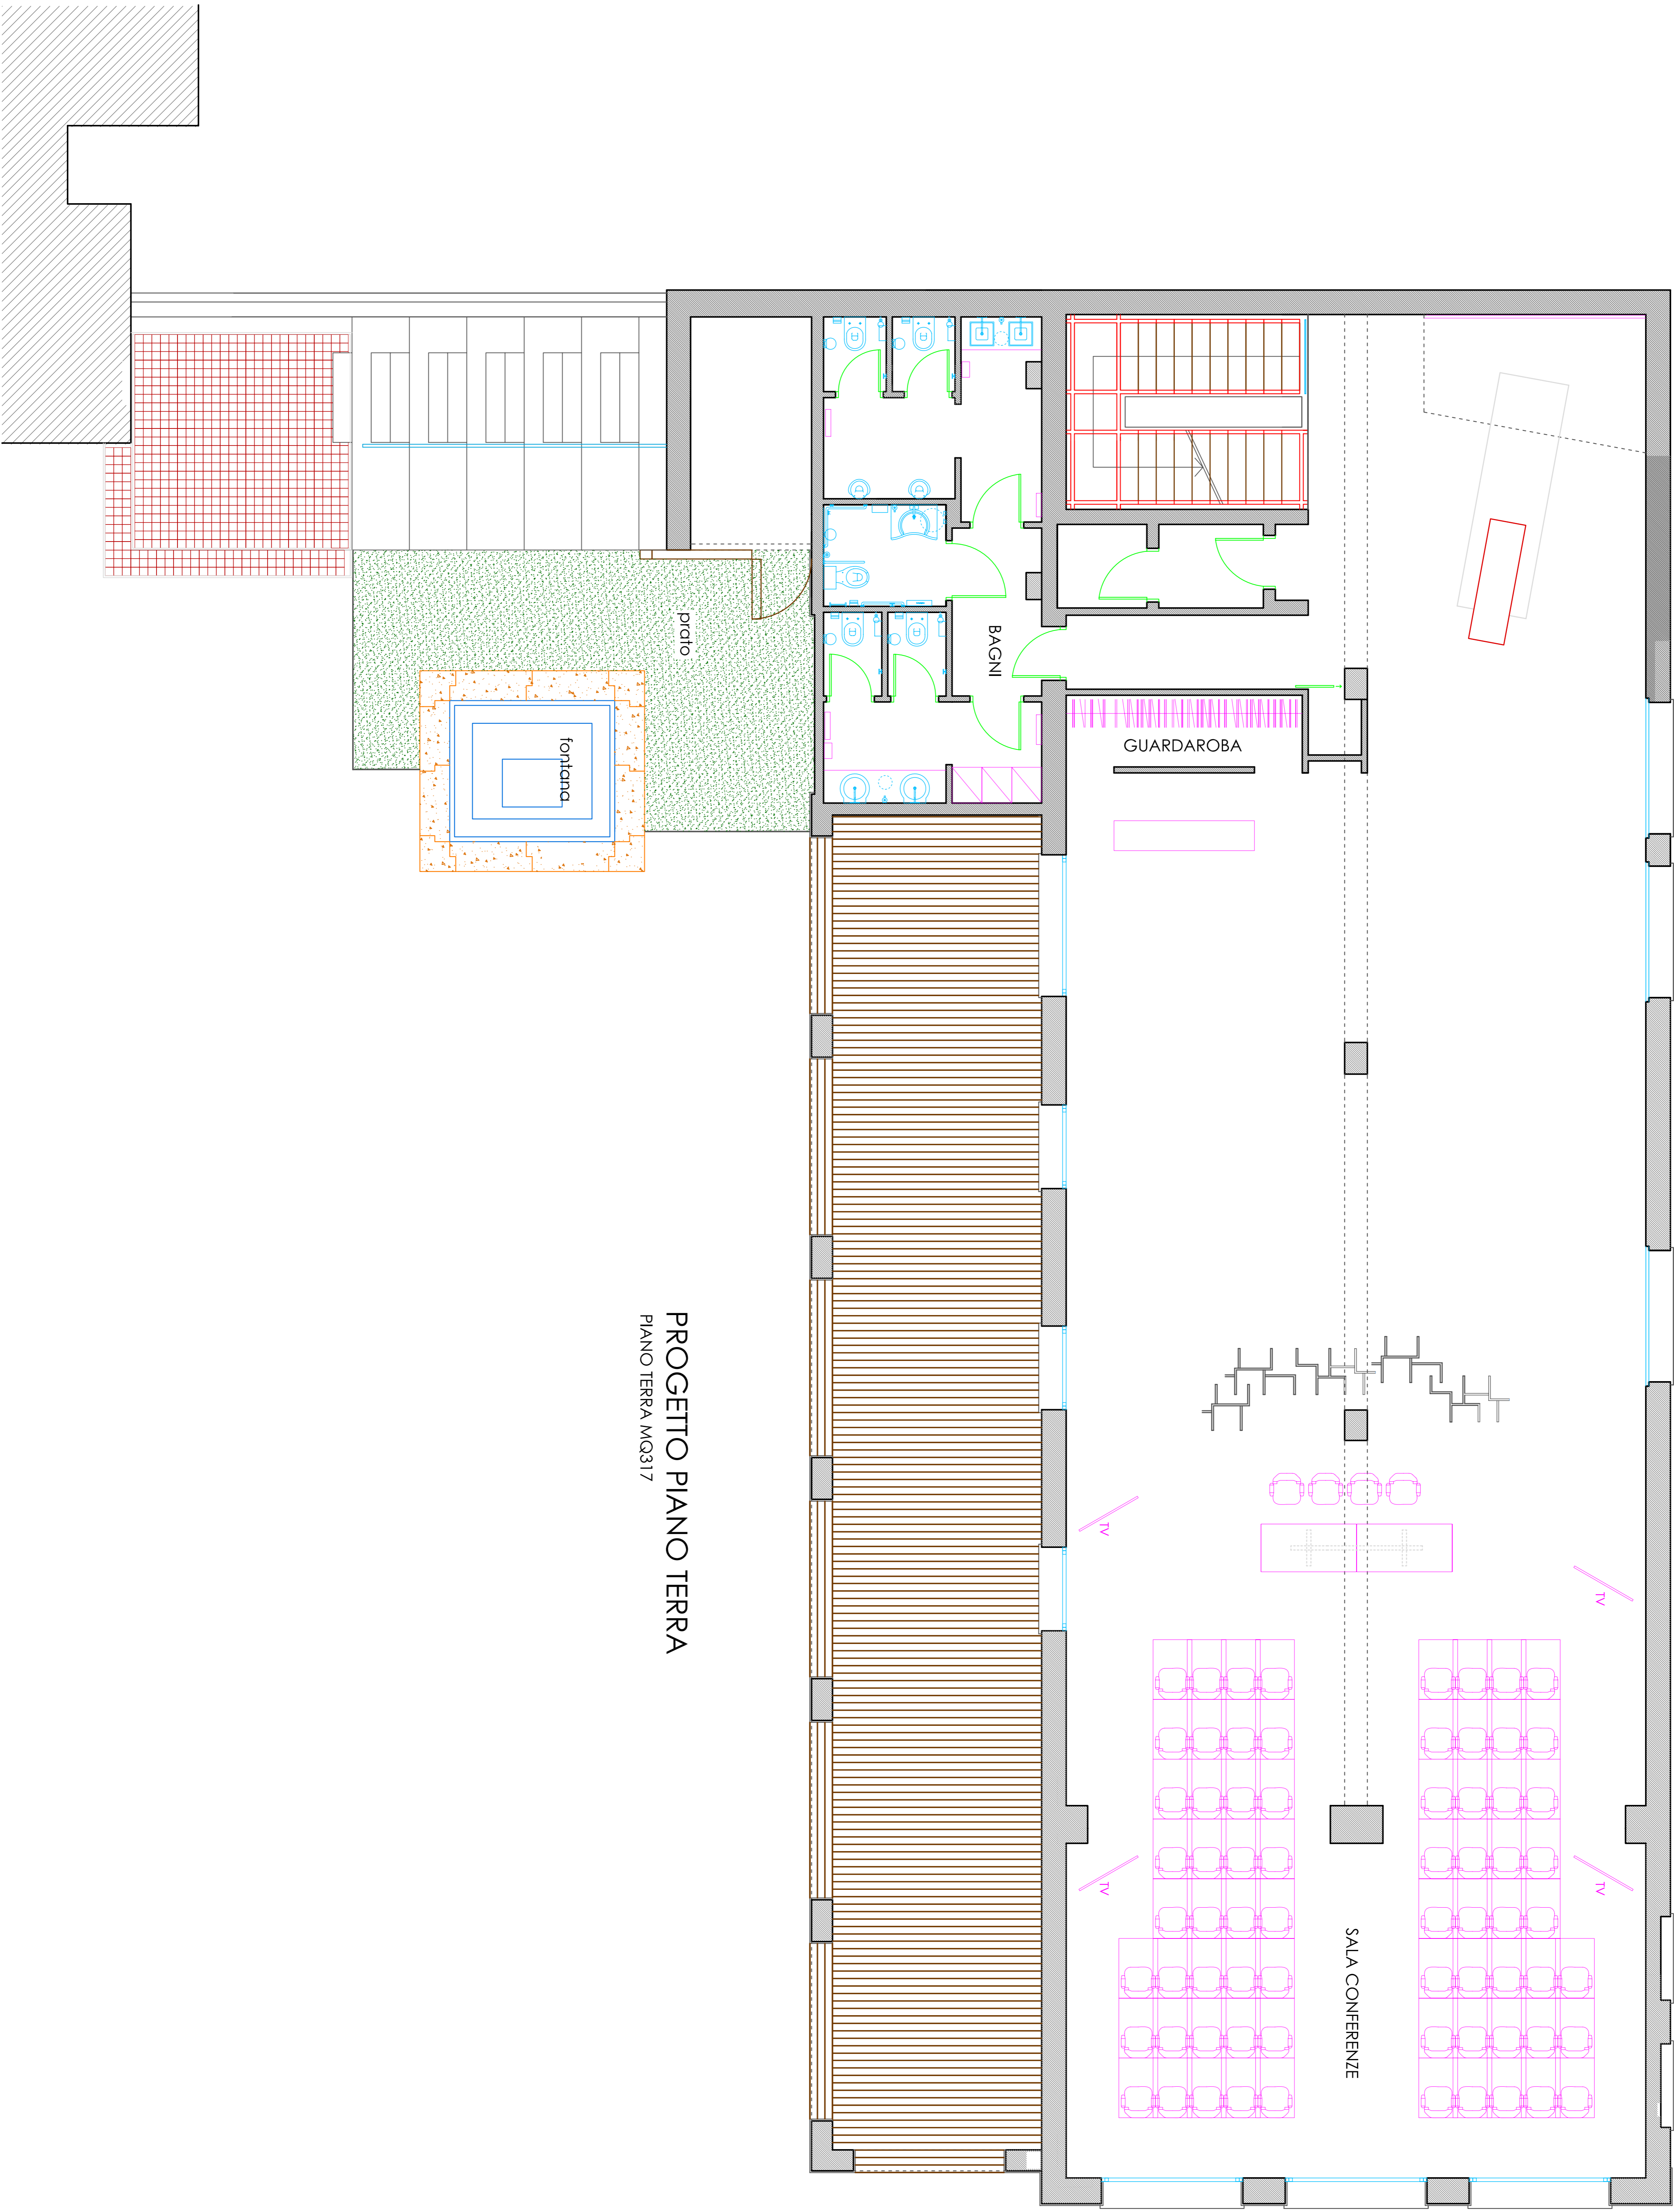 BAGNI
GUARDAROBA
prato
fontana
PROGETTO PIANO TERRA
PIANO TERRA MQ317
TV
TV
TV
TV
SALA CONFERENZE